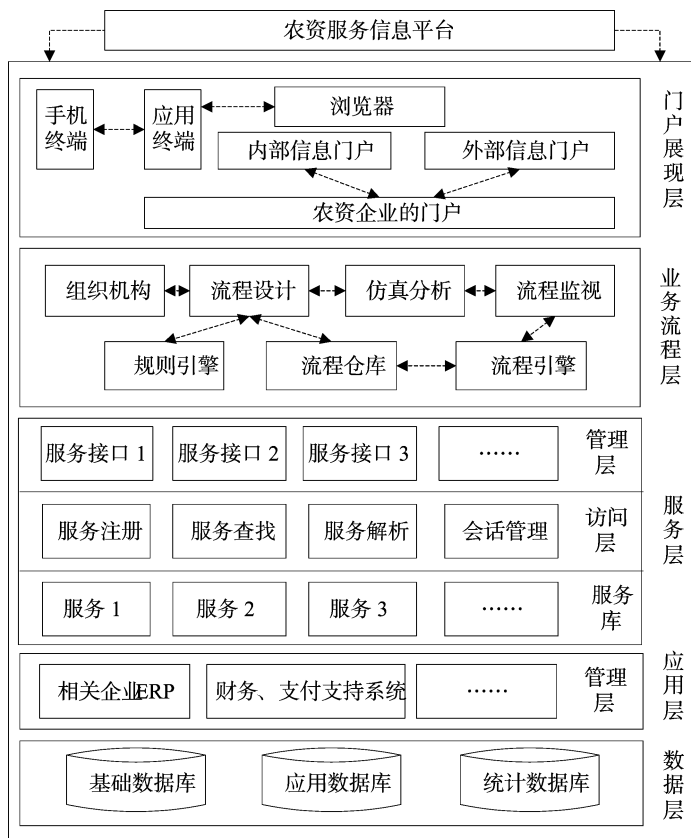 农资服务信息平台
手机终端
应用终端
浏览器
内部信息门户
外部信息门户
农资企业的门户
门户展现层
组织机构
流程设计
仿真分析
流程监视
规则引擎
流程仓库
流程引擎
业务流程层
服务接口 1
服务接口 2
服务接口 3
……
管理层
服务注册
服务查找
服务解析
会话管理
访问层
服务 1
服务 2
服务 3
……
服务库
服务层
相关企业ERP
财务、支付支持系统
……
管理层
应用层
基础数据库
应用数据库
统计数据库
数据层